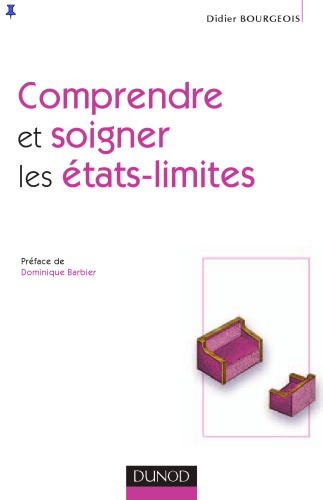 Didier BOURGEOIS
Comprendre
et soigner
les états-limites
Préface de
Dominique Barbier
DUNOD